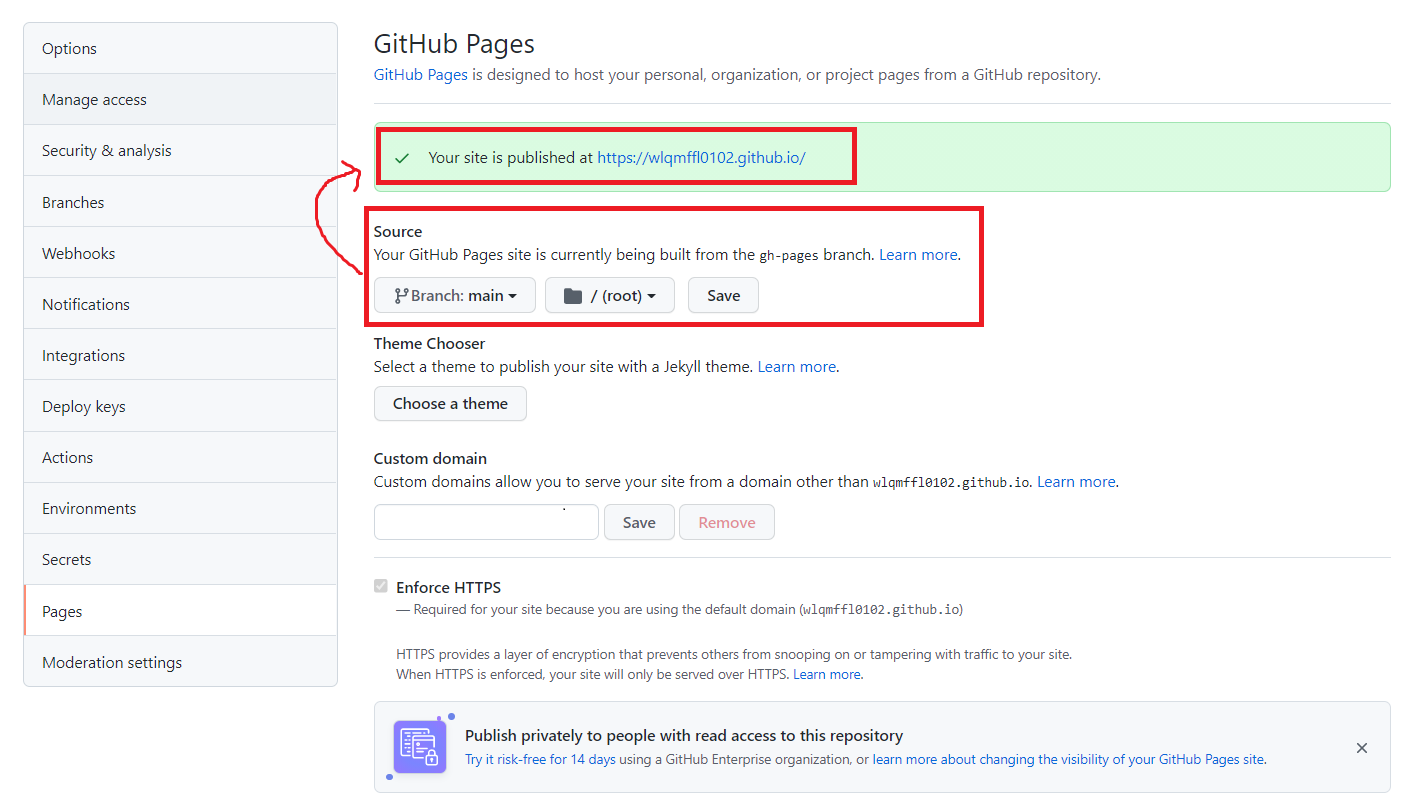 Options
Manage access
Security & analysis
Branches
Webhooks
Notifications
Integrations
Deploy keys
Actions
Environments
Secrets
Pages
Moderation settings
GitHub Pages
GitHub Pages is designed to host your personal, organization, or project pages from a GitHub repository.
Your site is published at https://wlqmffl0102.github.io/
Source
Your GitHub Pages site is currently being built from the gh-pages branch. Learn more.
Branch: main
/ (root)
Save
Theme Chooser
Select a theme to publish your site with a Jekyll theme. Learn more.
Choose a theme
Custom domain
Custom domains allow you to serve your site from a domain other than wlqmffl0102.github.io. Learn more.
Save
Remove
Enforce HTTPS
— Required for your site because you are using the default domain (wlqmffl0102.github.io)
HTTPS provides a layer of encryption that prevents others from snooping on or tampering with traffic to your site.
When HTTPS is enforced, your site will only be served over HTTPS. Learn more.
Publish privately to people with read access to this repository
Try it risk-free for 14 days using a GitHub Enterprise organization, or learn more about changing the visibility of your GitHub Pages site.